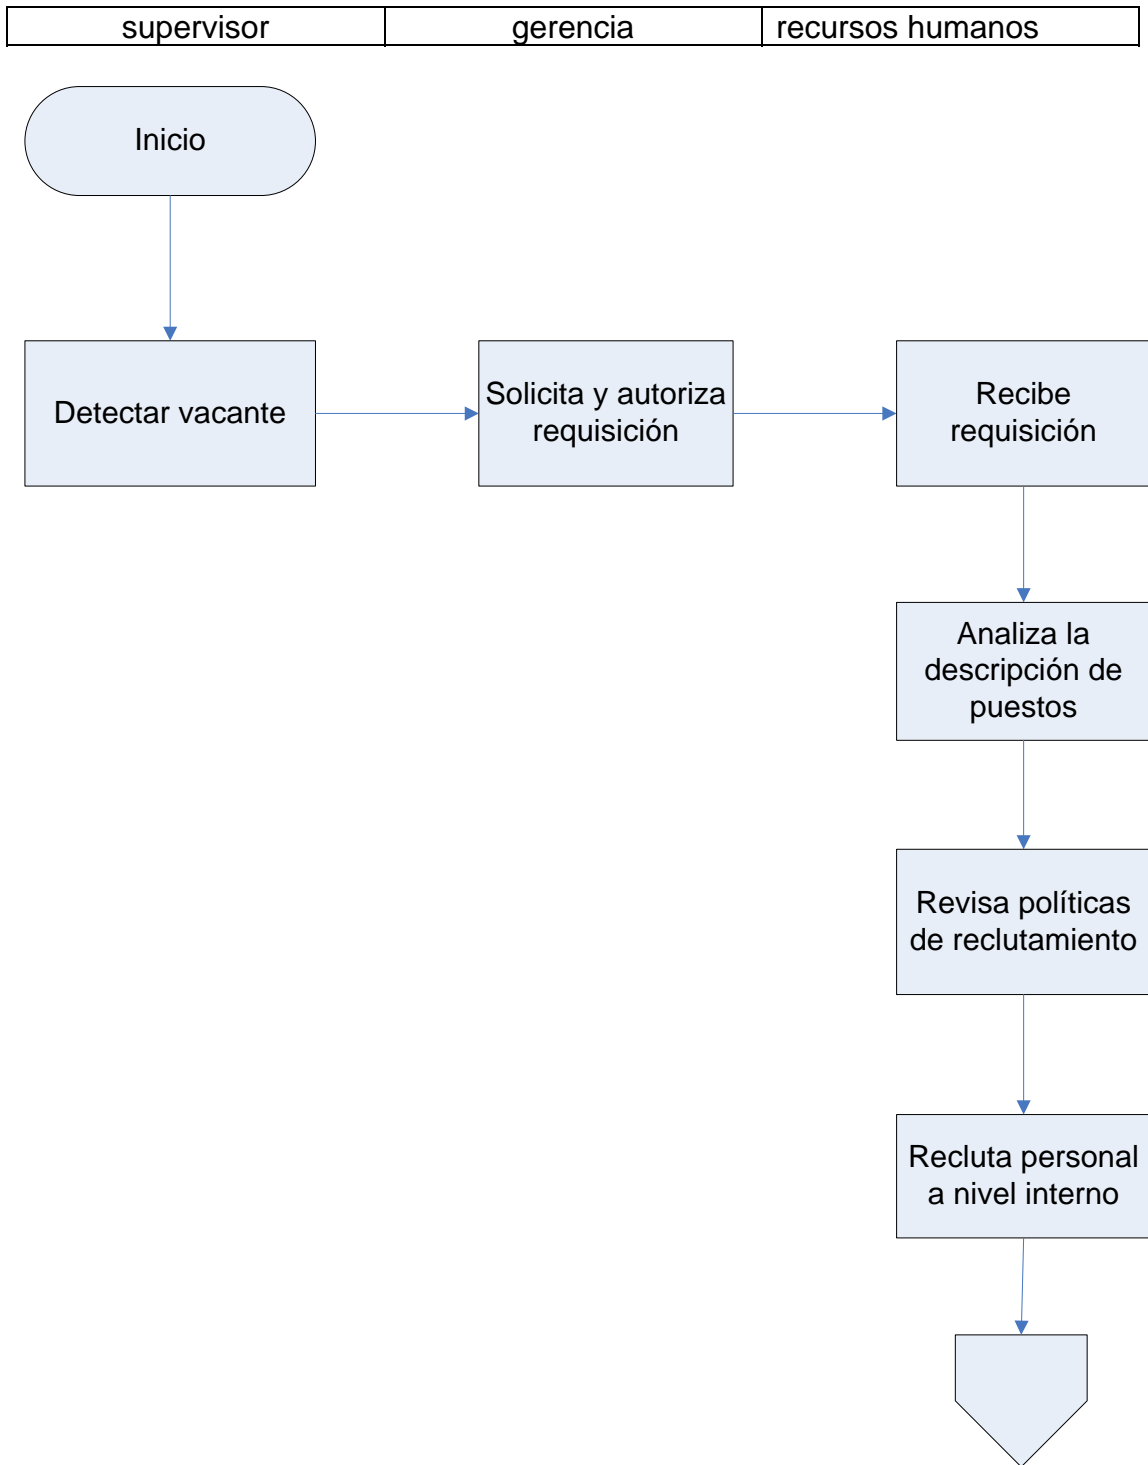 supervisor
gerencia
recursos humanos
Inicio
Detectar vacante
Solicita y autoriza
requisición
Recibe
requisición
Analiza la
descripción de
puestos
Revisa políticas
de reclutamiento
Recluta personal
a nivel interno